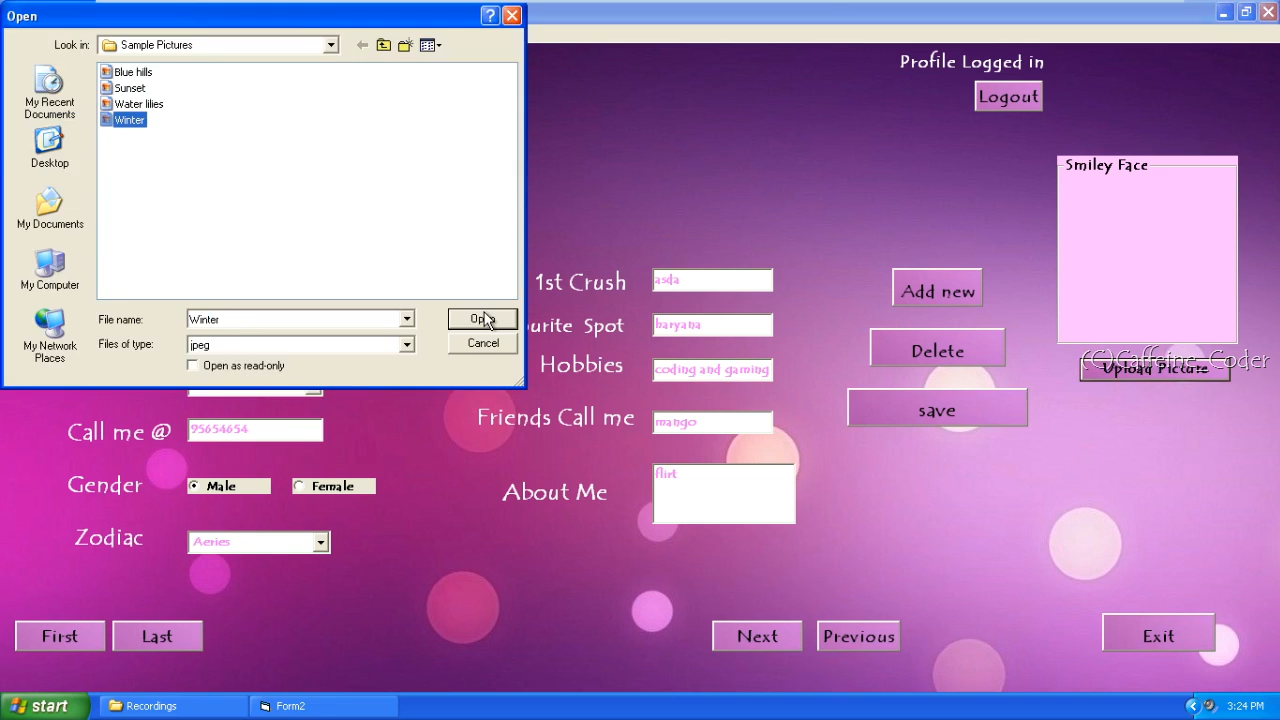 Open
Look in: Sample Pictures
Blue hills
Sunset
Water lilies
Winter
My Recent
Documents
Desktop
My Documents
My Computer
My Network
Places
File name: Winter
Open
Files of type: jpeg
Cancel
Open as read-only
Profile Logged in
Logout
Smiley Face
1st Crush asda
Add new
urite Spot haryana
Delete
Hobbies coding and gaming
(C)Caffeine_Coder
Upload Picture
save
Call me @ 95654654
Friends Call me mango
Gender Male Female
About Me flirt
Zodiac Aeries
First Last Next Previous Exit
start Recordings Form2 3:24 PM